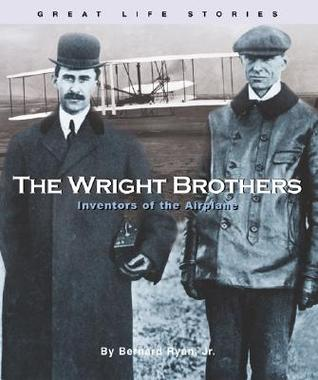 GREAT LIFE STORIES
THE WRIGHT BROTHERS
Inventors of the Airplane
By Bernard Ryan, Jr.